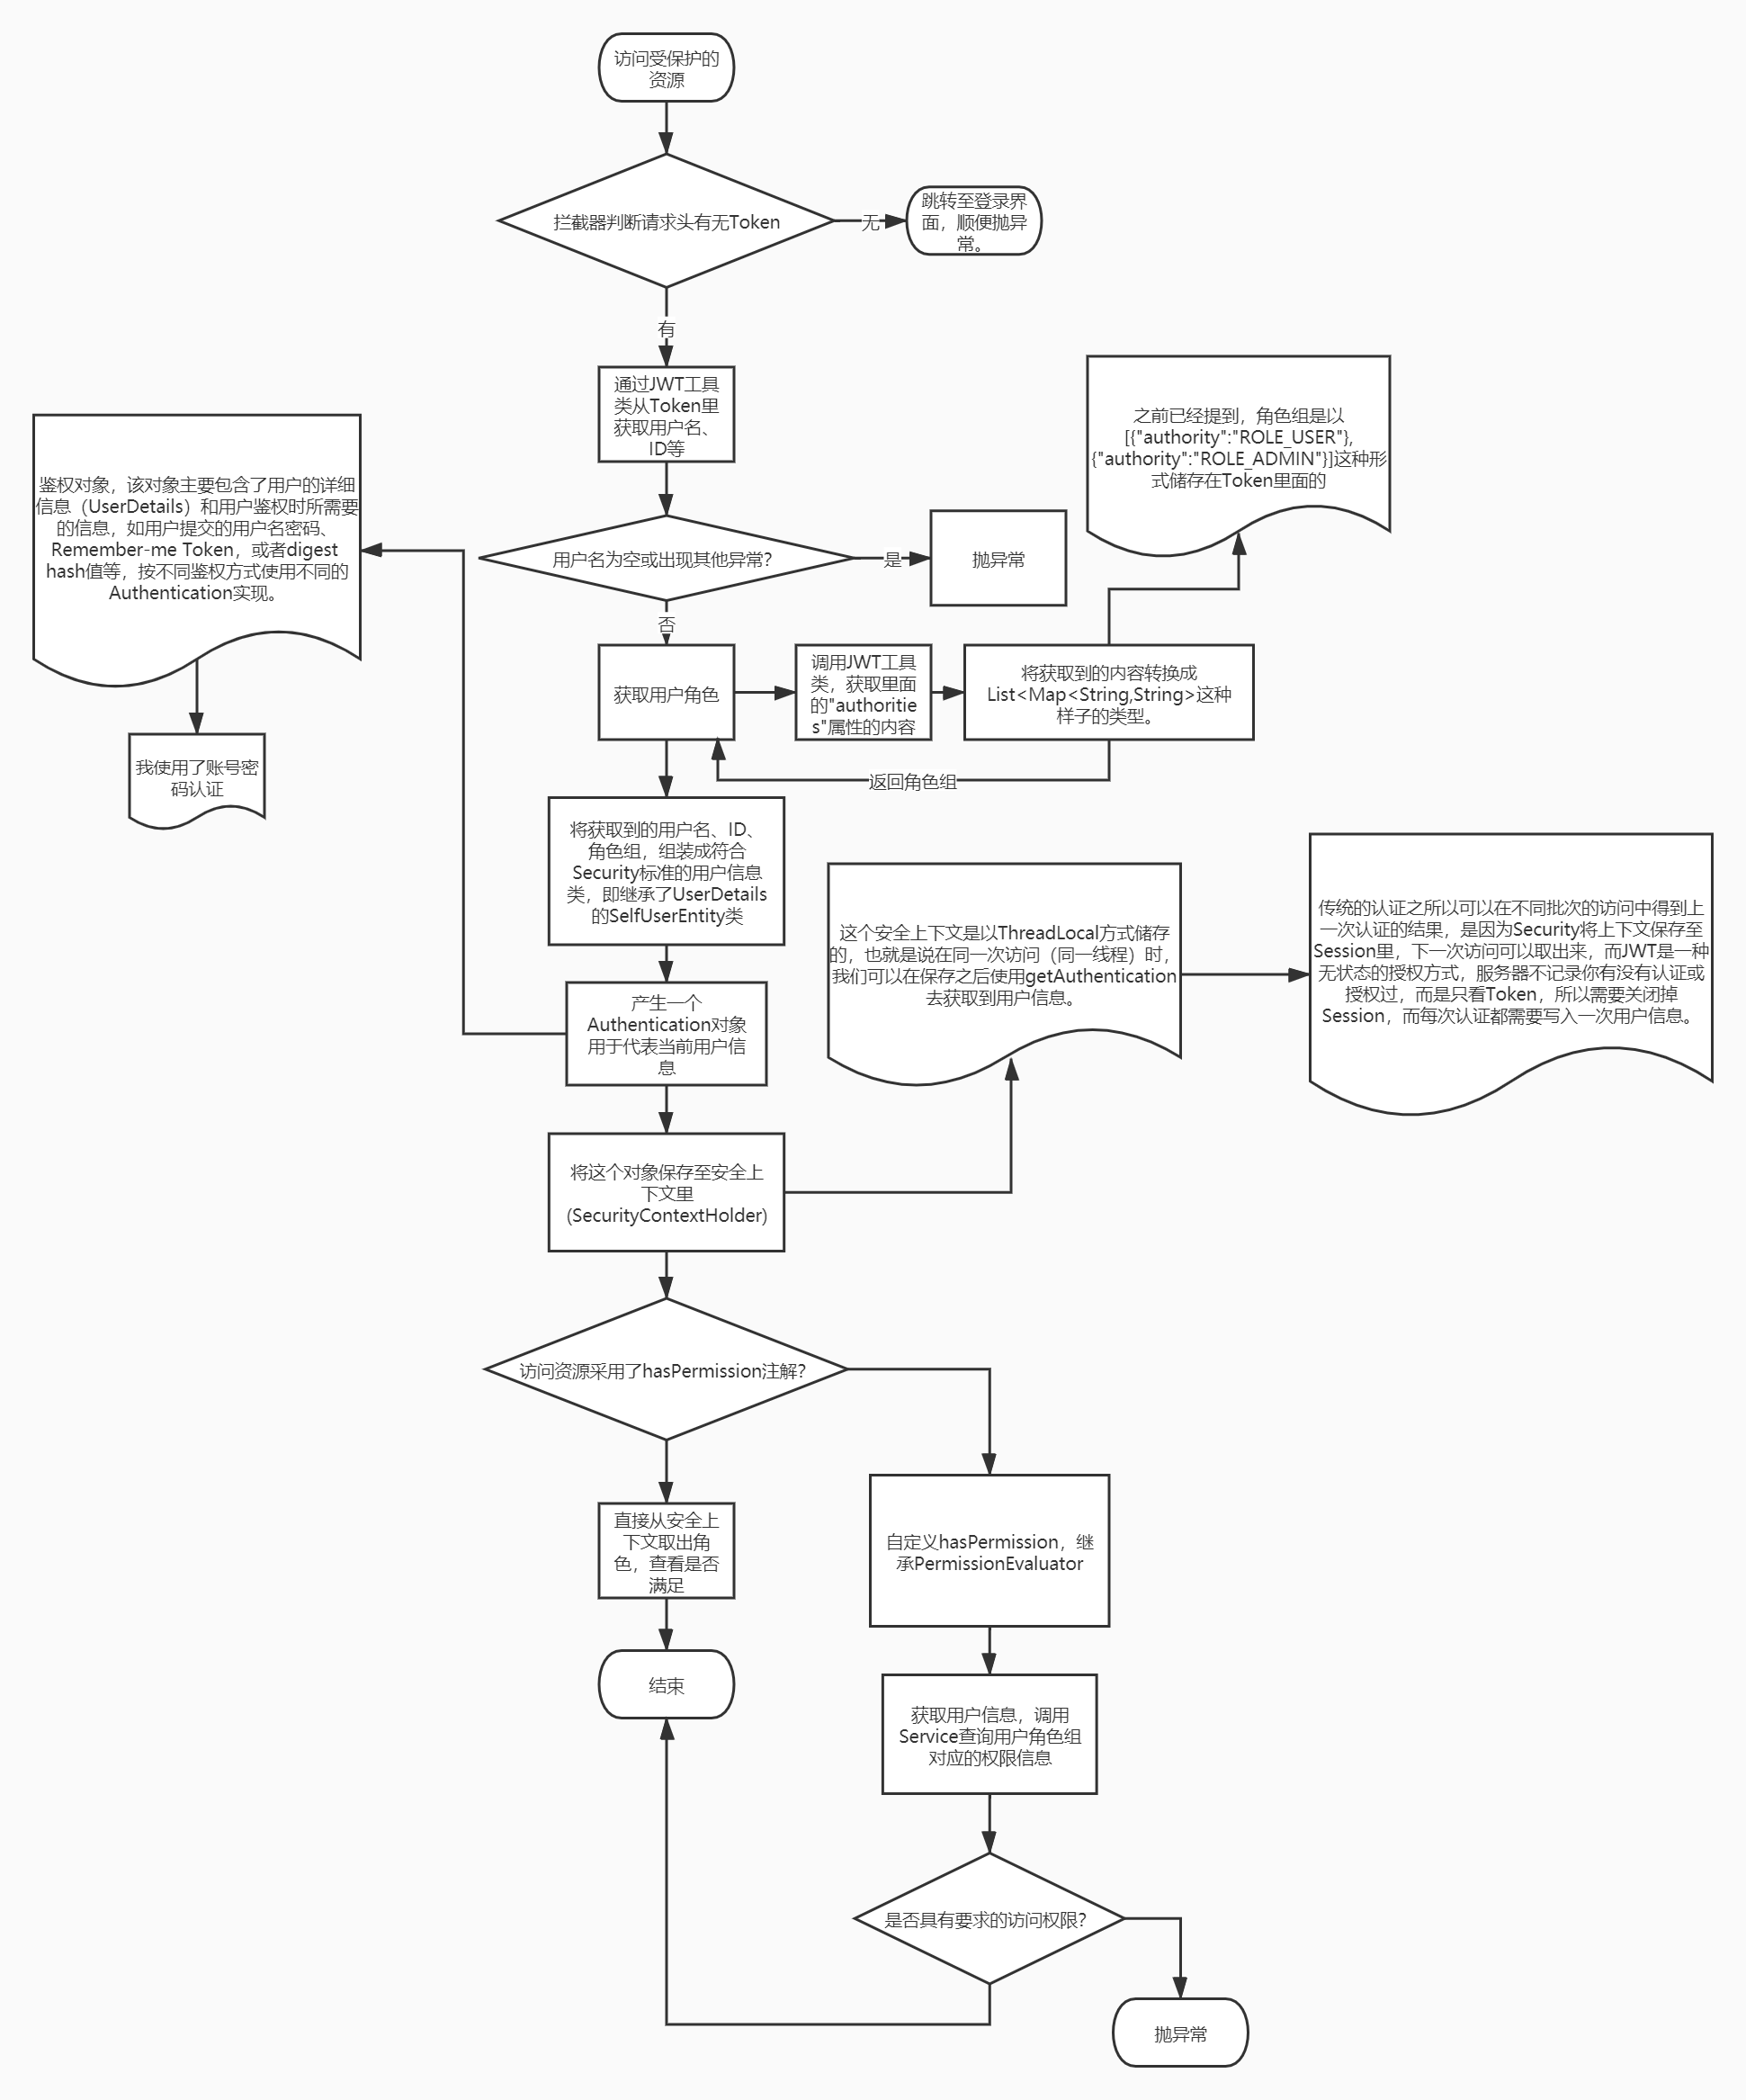 访问受保护的
资源
拦截器判断请求头有无Token
无
跳转至登录界
面，顺便抛异
常。
有
通过JWT工具
类从Token里
获取用户名、
ID等
之前已经提到，角色组是以
[{"authority":"ROLE_USER"},
{"authority":"ROLE_ADMIN"}]这种形
式储存在Token里面的
鉴权对象，该对象主要包含了用户的详细
信息（UserDetails）和用户鉴权时所需要
的信息，如用户提交的用户名密码、
Remember-me Token，或者digest
hash值等，按不同鉴权方式使用不同的
Authentication实现。
用户名为空或出现其他异常？
是
抛异常
否
获取用户角色
调用JWT工具
类，获取里面
的"authoritie
s"属性的内容
将获取到的内容转换成
List<Map<String,String>这种
样子的类型。
返回角色组
我使用了账号密
码认证
将获取到的用户名、ID、
角色组，组装成符合
Security标准的用户信息
类，即继承了UserDetails
的SelfUserEntity类
这个安全上下文是以ThreadLocal方式储存
的，也就是说在同一次访问（同一线程）时，
我们可以在保存之后使用getAuthentication
去获取到用户信息。
传统的认证之所以可以在不同批次的访问中得到上
一次认证的结果，是因为Security将上下文保存至
Session里，下一次访问可以取出来，而JWT是一种
无状态的授权方式，服务器不记录你有没有认证或
授权过，而是只看Token，所以需要关闭掉
Session，而每次认证都需要写入一次用户信息。
产生一个
Authentication对象
用于代表当前用户信
息
将这个对象保存至安全上
下文里
(SecurityContextHolder)
访问资源采用了hasPermission注解？
直接从安全上
下文取出角
色，查看是否
满足
自定义hasPermission，继
承PermissionEvaluator
结束
获取用户信息，调用
Service查询用户角色组
对应的权限信息
是否具有要求的访问权限？
抛异常